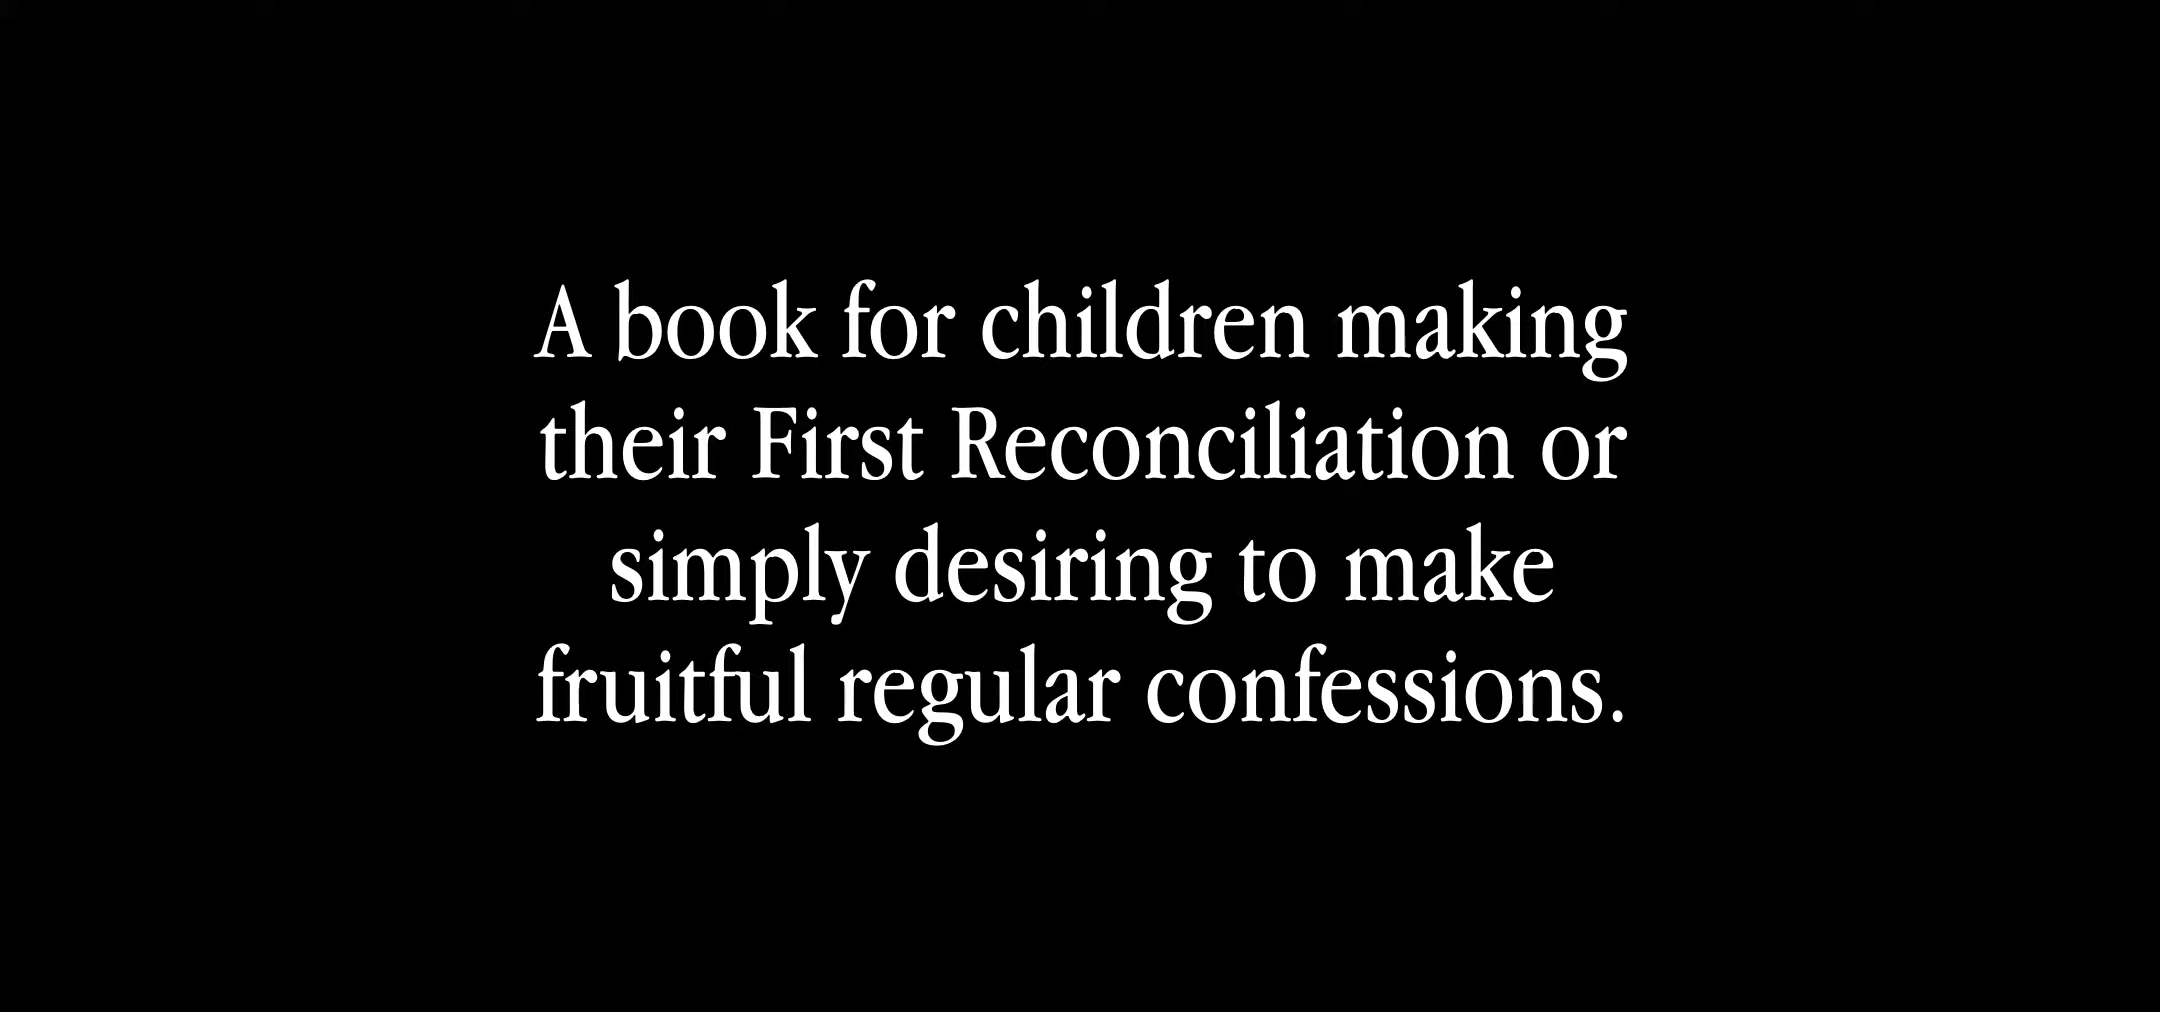 A book for children making
their First Reconciliation or
simply desiring to make
fruitful regular confessions.